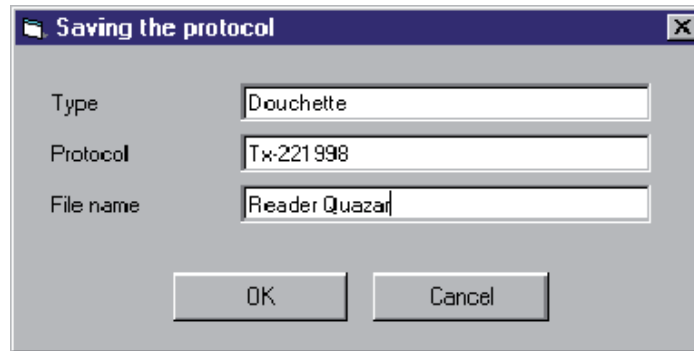 Saving the protocol
Type Douchette
Protocol Tx-221998
File name Reader Quazar
OK Cancel